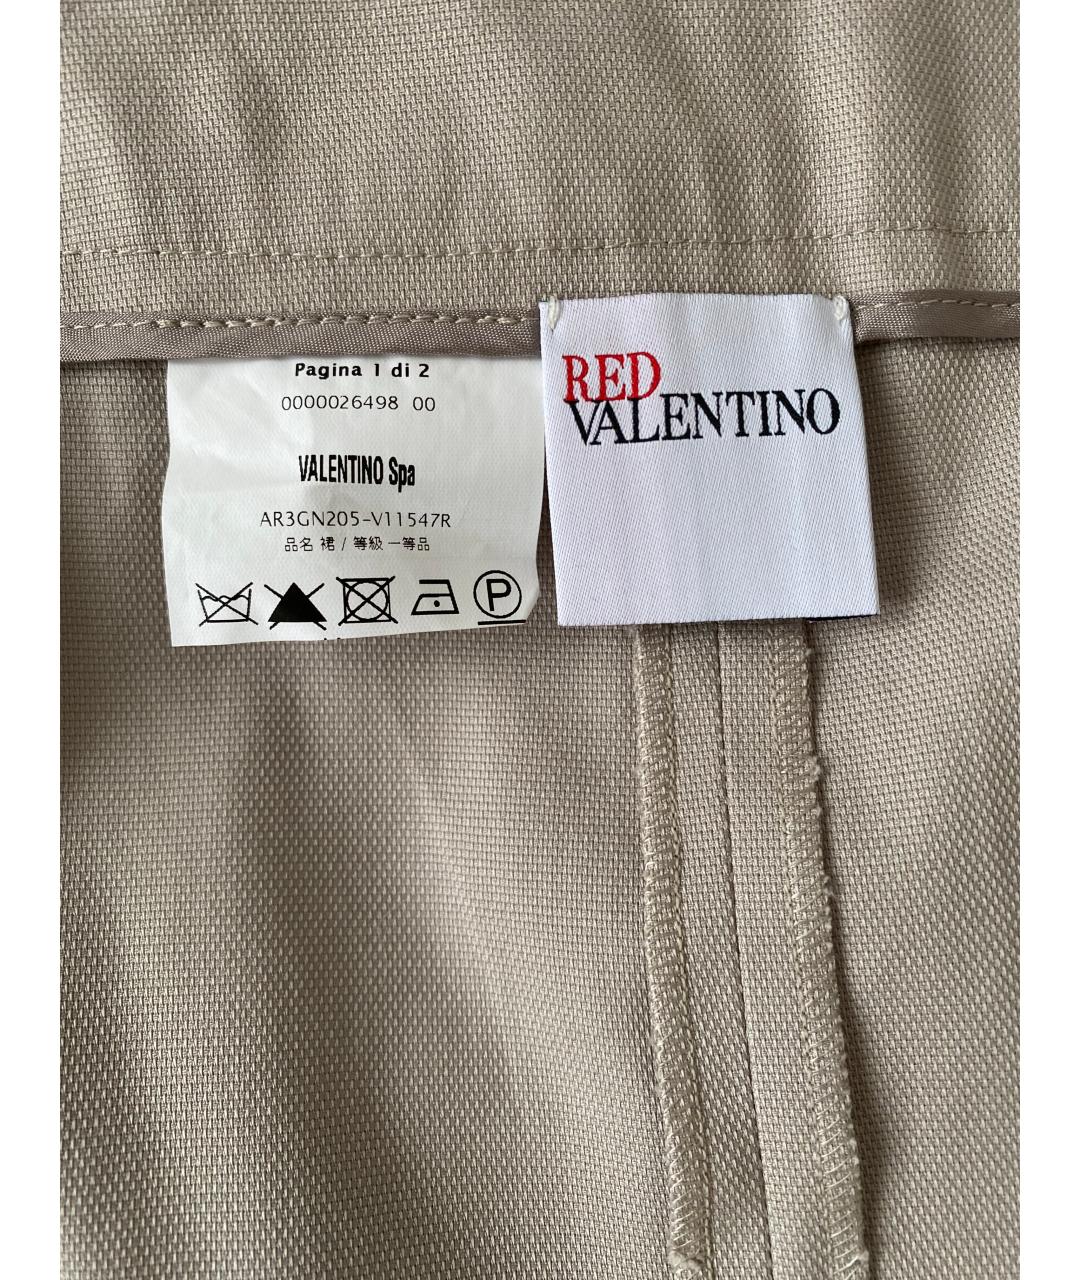 Pagina 1 di 2
0000026498 00
VALENTINO Spa
AR3GN205-V11547R
品名 裙 / 等級 一等品
P
RED
VALENTINO